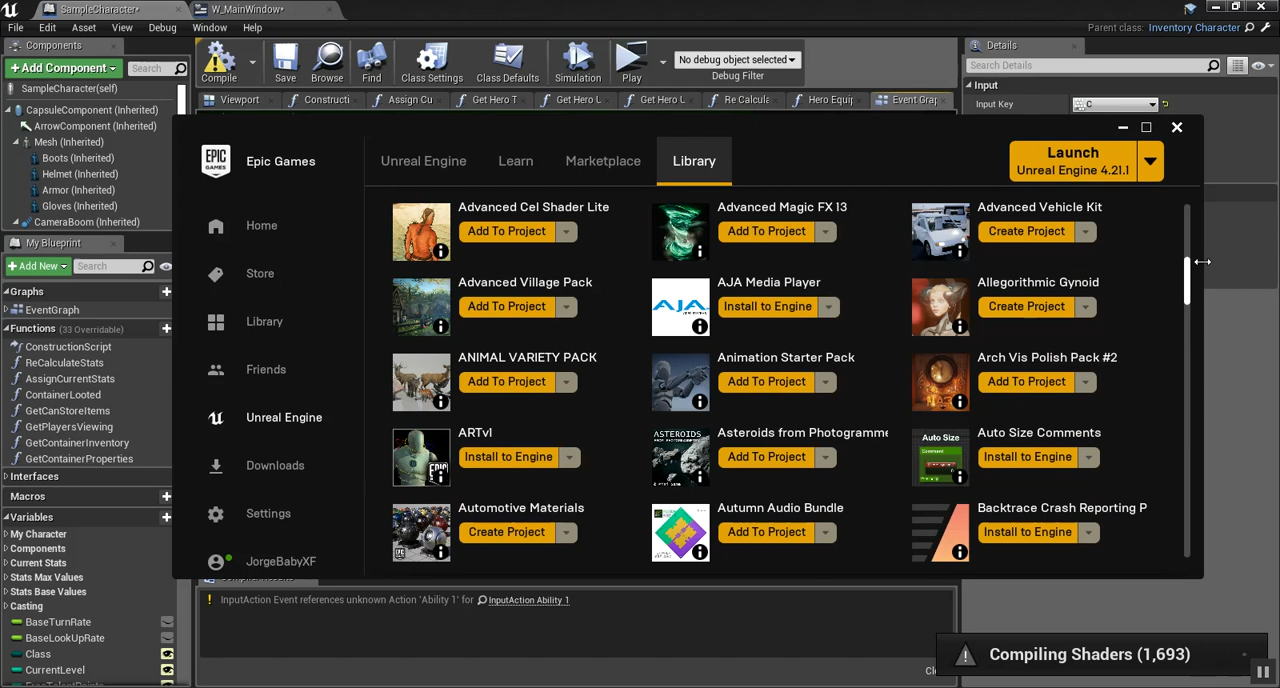 SampleCharacter*
W_MainWindow*
File Edit Asset View Debug Window Help
Parent class: Inventory Character
Components
Details
+ Add Component
Search
Compile
Save
Browse
Find
Class Settings
Class Defaults
Simulation
Play
No debug object selected
Debug Filter
Search Details
SampleCharacter(self)
Viewport
Constructi
Assign Cu
Get Hero T
Get Hero L
Get Hero L
Re Calcula
Hero Equip
Event Grap
Input
Input Key
C
CapsuleComponent (Inherited)
ArrowComponent (Inherited)
Mesh (Inherited)
Boots (Inherited)
Helmet (Inherited)
Armor (Inherited)
Gloves (Inherited)
CameraBoom (Inherited)
My Blueprint
+ Add New
Search
Graphs
EventGraph
Functions (33 Overridable)
ConstructionScript
ReCalculateStats
AssignCurrentStats
ContainerLooted
GetCanStoreItems
GetPlayersViewing
GetContainerInventory
GetContainerProperties
Interfaces
Macros
Variables
My Character
Components
Current Stats
Stats Max Values
Stats Base Values
Casting
BaseTurnRate
BaseLookUpRate
Class
CurrentLevel
EPIC GAMES
Epic Games
Unreal Engine
Learn
Marketplace
Library
Launch
Unreal Engine 4.21.1
Home
Store
Library
Friends
Unreal Engine
Downloads
Settings
JorgeBabyXF
Advanced Cel Shader Lite
Add To Project
Advanced Magic FX 13
Add To Project
Advanced Vehicle Kit
Create Project
Advanced Village Pack
Add To Project
AJA
AJA Media Player
Install to Engine
Allegorithmic Gynoid
Create Project
ANIMAL VARIETY PACK
Add To Project
Animation Starter Pack
Add To Project
Arch Vis Polish Pack #2
Add To Project
EPIC
ARTv1
Install to Engine
ASTEROIDS
Asteroids from Photogramme
Add To Project
Auto Size
Comment
Auto Size Comments
Install to Engine
Automotive Materials
Create Project
Autumn Audio Bundle
Add To Project
Backtrace Crash Reporting P
Install to Engine
InputAction Event references unknown Action 'Ability 1' for InputAction Ability 1
Compiling Shaders (1,693)